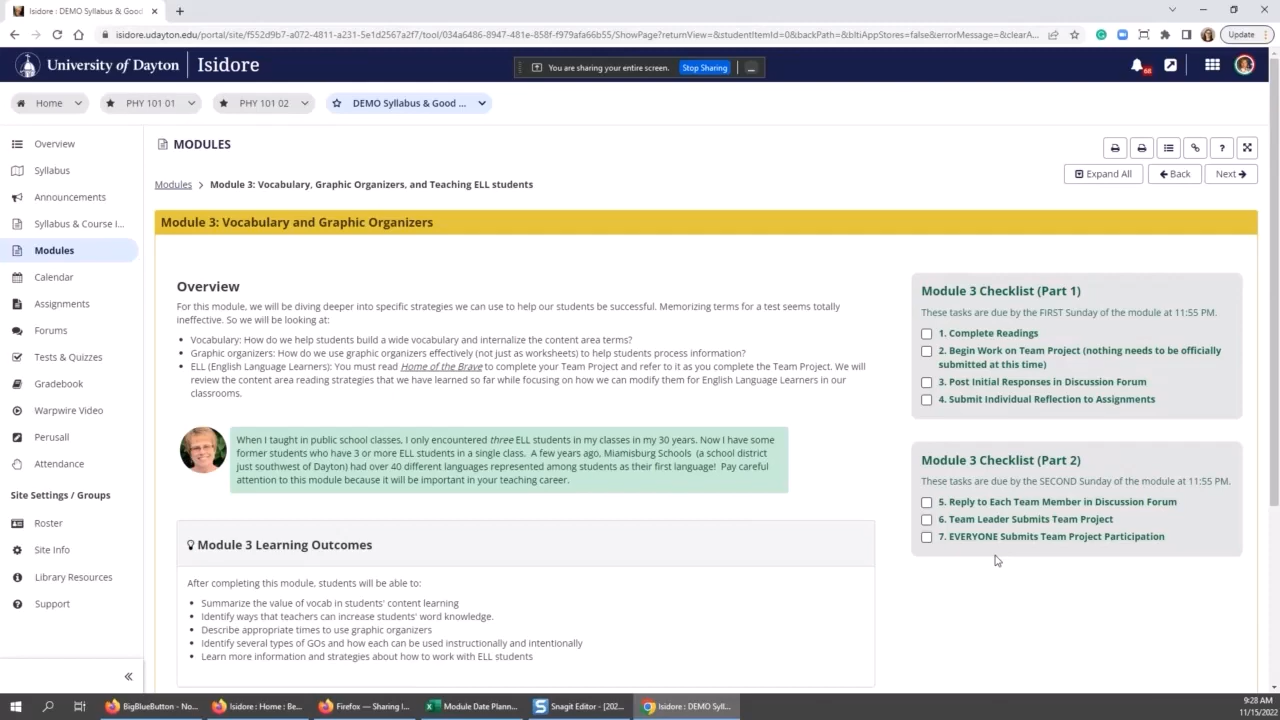 Isidore : DEMO Syllabus & Good
isidore.udayton.edu/portal/site/f552d9b7-a072-4811-a231-5e1d2567a2f7/tool/034a6486-8947-481e-858f-f979afa66b55/ShowPage?returnView=&studentItemId=0&backPath=&bltiAppStores=false&errorMessage=&clearA...
Update
University of Dayton
Isidore
You are sharing your entire screen.
Stop Sharing
Home
PHY 101 01
PHY 101 02
DEMO Syllabus & Good ...
Overview
Syllabus
Announcements
Syllabus & Course i...
Modules
Calendar
Assignments
Forums
Tests & Quizzes
Gradebook
Warpwire Video
Perusall
Attendance
Site Settings / Groups
Roster
Site Info
Library Resources
Support
«
MODULES
?
Modules > Module 3: Vocabulary, Graphic Organizers, and Teaching ELL students
Expand All
Back
Next
Module 3: Vocabulary and Graphic Organizers
Overview
For this module, we will be diving deeper into specific strategies we can use to help our students be successful. Memorizing terms for a test seems totally
ineffective. So we will be looking at:
• Vocabulary: How do we help students build a wide vocabulary and internalize the content area terms?
• Graphic organizers: How do we use graphic organizers effectively (not just as worksheets) to help students process information?
• ELL (English Language Learners): You must read Home of the Brave to complete your Team Project and refer to it as you complete the Team Project. We will
review the content area reading strategies that we have learned so far while focusing on how we can modify them for English Language Learners in our
classrooms.
When I taught in public school classes, I only encountered three ELL students in my classes in my 30 years. Now I have some
former students who have 3 or more ELL students in a single class. A few years ago, Miamisburg Schools (a school district
just southwest of Dayton) had over 40 different languages represented among students as their first language! Pay careful
attention to this module because it will be important in your teaching career.
Module 3 Learning Outcomes
After completing this module, students will be able to:
• Summarize the value of vocab in students' content learning
• Identify ways that teachers can increase students' word knowledge.
• Describe appropriate times to use graphic organizers
• Identify several types of GOs and how each can be used instructionally and intentionally
• Learn more information and strategies about how to work with ELL students
Module 3 Checklist (Part 1)
These tasks are due by the FIRST Sunday of the module at 11:55 PM.
1. Complete Readings
2. Begin Work on Team Project (nothing needs to be officially
submitted at this time)
3. Post Initial Responses in Discussion Forum
4. Submit Individual Reflection to Assignments
Module 3 Checklist (Part 2)
These tasks are due by the SECOND Sunday of the module at 11:55 PM.
5. Reply to Each Team Member in Discussion Forum
6. Team Leader Submits Team Project
7. EVERYONE Submits Team Project Participation
BigBlueButton - No...
Isidore : Home : Be...
Firefox — Sharing I...
Module Date Plann...
Snagit Editor - [202...
Isidore : DEMO Syll...
9:28 AM
11/15/2022